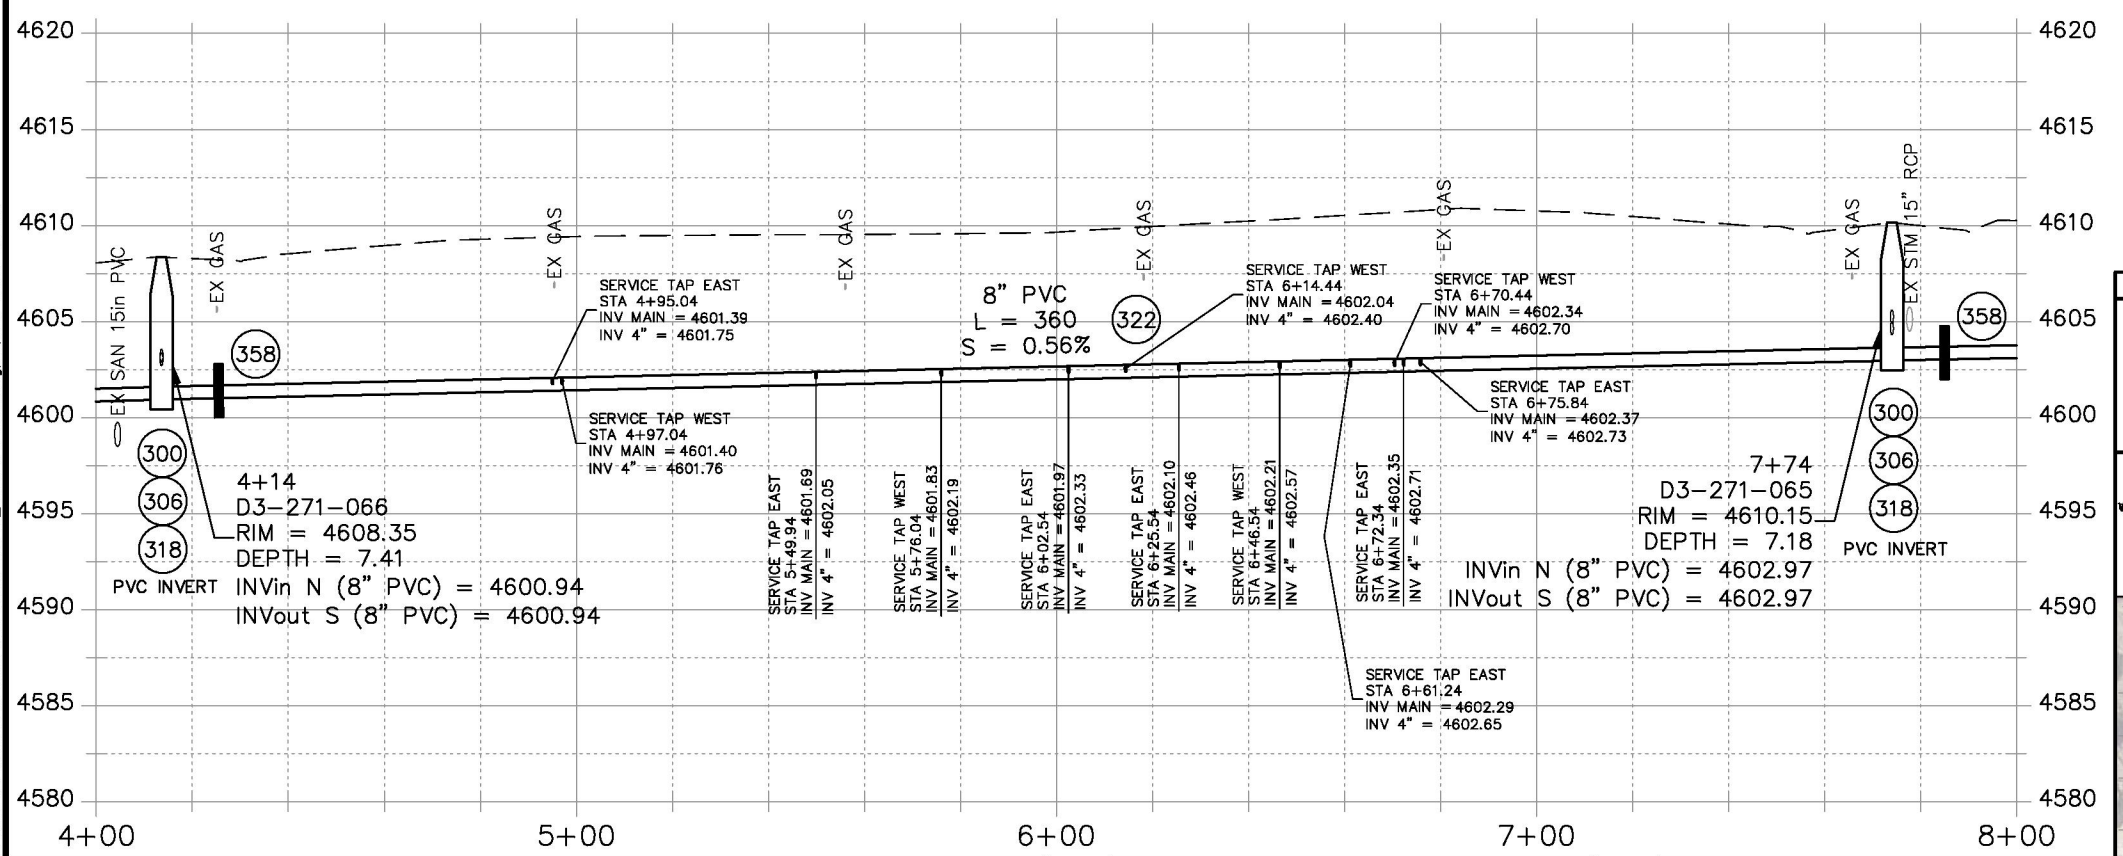 4620
4615
4610
4605
4600
4595
4590
4585
4580
4620
4615
4610
4605
4600
4595
4590
4585
4580
4+00
5+00
6+00
7+00
8+00
EX SAN 15in PVC
-EX GAS
-EX GAS
-EX GAS
-EX GAS
-EX GAS
-EX GAS
EX STM 15" RCP
358
300
306
318
PVC INVERT
4+14
D3-271-066
RIM = 4608.35
DEPTH = 7.41
INVin N (8" PVC) = 4600.94
INVout S (8" PVC) = 4600.94
SERVICE TAP EAST
STA 4+95.04
INV MAIN =4601.39
INV 4" = 4601.75
SERVICE TAP WEST
STA 4+97.04
INV MAIN =4601.40
INV 4" = 4601.76
SERVICE TAP EAST
STA 5+49.94
INV MAIN =4601.69
INV 4" = 4602.05
SERVICE TAP WEST
STA 5+76.04
INV MAIN =4601.83
INV 4" = 4602.19
8" PVC
L = 360
S = 0.56%
322
SERVICE TAP EAST
STA 6+02.54
INV MAIN =4601.97
INV 4" = 4602.33
SERVICE TAP WEST
STA 6+14.44
INV MAIN =4602.04
INV 4" = 4602.40
SERVICE TAP EAST
STA 6+25.54
INV MAIN =4602.10
INV 4" = 4602.46
SERVICE TAP WEST
STA 6+46.54
INV MAIN =4602.21
INV 4" = 4602.57
SERVICE TAP EAST
STA 6+61.24
INV MAIN =4602.29
INV 4" = 4602.65
SERVICE TAP WEST
STA 6+70.44
INV MAIN =4602.34
INV 4" = 4602.70
SERVICE TAP EAST
STA 6+72.34
INV MAIN =4602.35
INV 4" = 4602.71
SERVICE TAP EAST
STA 6+75.84
INV MAIN =4602.37
INV 4" = 4602.73
358
300
306
318
PVC INVERT
7+74
D3-271-065
RIM = 4610.15
DEPTH = 7.18
INVin N (8" PVC) = 4602.97
INVout S (8" PVC) = 4602.97